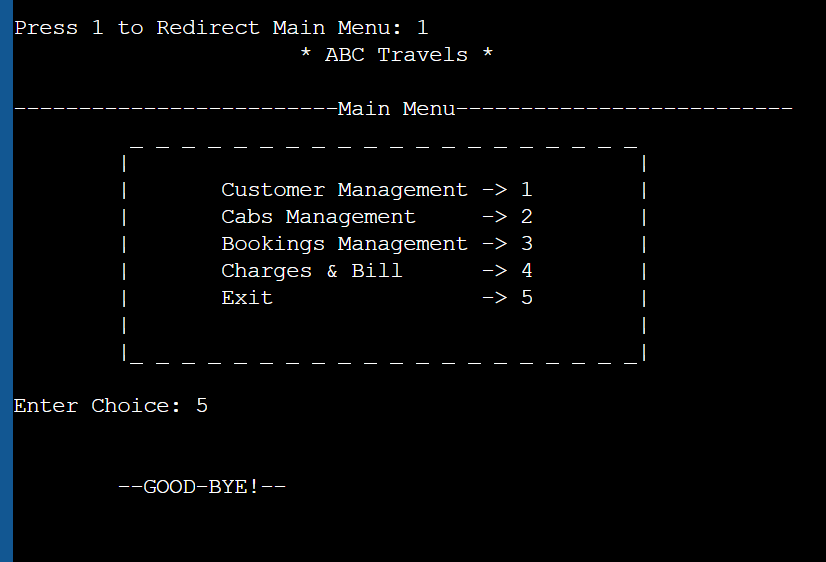 Press 1 to Redirect Main Menu: 1
* ABC Travels *
--------------------------Main Menu---------------------------
_ _ _ _ _ _ _ _ _ _ _ _ _ _ _ _ _ _ _ _
|                                       |
|       Customer Management -> 1        |
|       Cabs Management     -> 2        |
|       Bookings Management -> 3        |
|       Charges & Bill      -> 4        |
|       Exit                -> 5        |
|                                       |
|_ _ _ _ _ _ _ _ _ _ _ _ _ _ _ _ _ _ _ _|
Enter Choice: 5
--GOOD-BYE!--